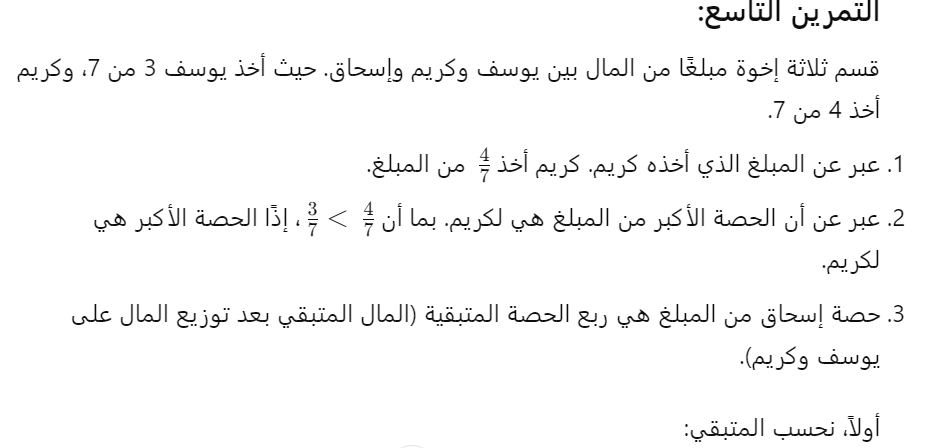 التمرين التاسع:
قسم ثلاثة إخوة مبلغًا من المال بين يوسف وكريم وإسحاق. حيث أخذ يوسف 3 من 7، وكريم
أخذ 4 من 7.
1. عبر عن المبلغ الذي أخذه كريم. كريم أخذ 4/7 من المبلغ.
2. عبر عن أن الحصة الأكبر من المبلغ هي لكريم. بما أن 4/7 > 3/7، إذًا الحصة الأكبر هي
لكريم.
3. حصة إسحاق من المبلغ هي ربع الحصة المتبقية (المال المتبقي بعد توزيع المال على
يوسف وكريم).
أولاً، نحسب المتبقي: